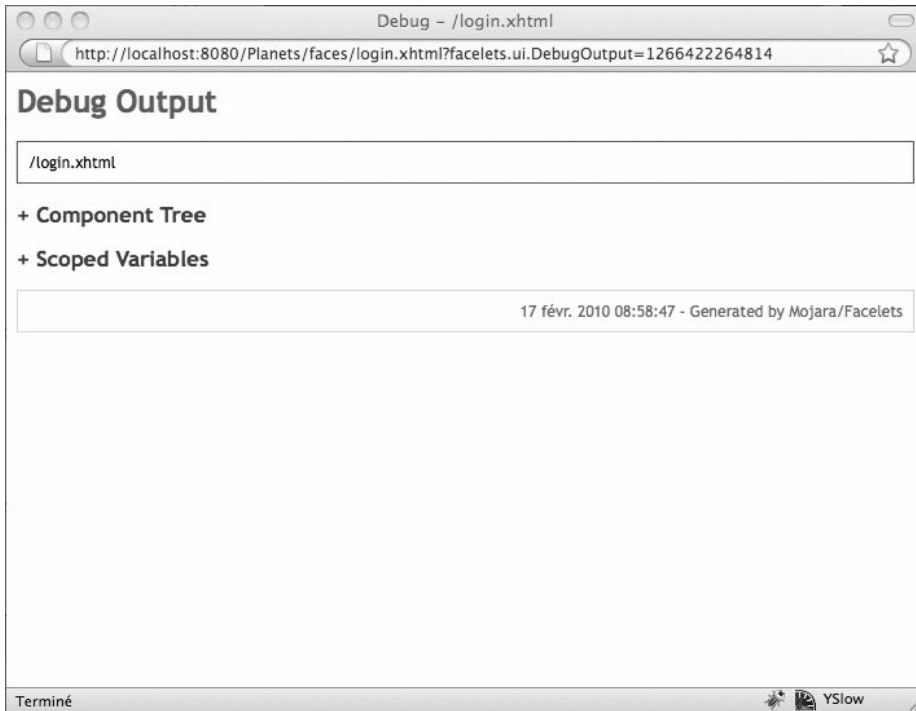 Debug – /login.xhtml
http://localhost:8080/Planets/faces/login.xhtml?facelets.ui.DebugOutput=1266422264814
Debug Output
/login.xhtml
+ Component Tree
+ Scoped Variables
17 févr. 2010 08:58:47 - Generated by Mojara/Facelets
Terminé
YSlow